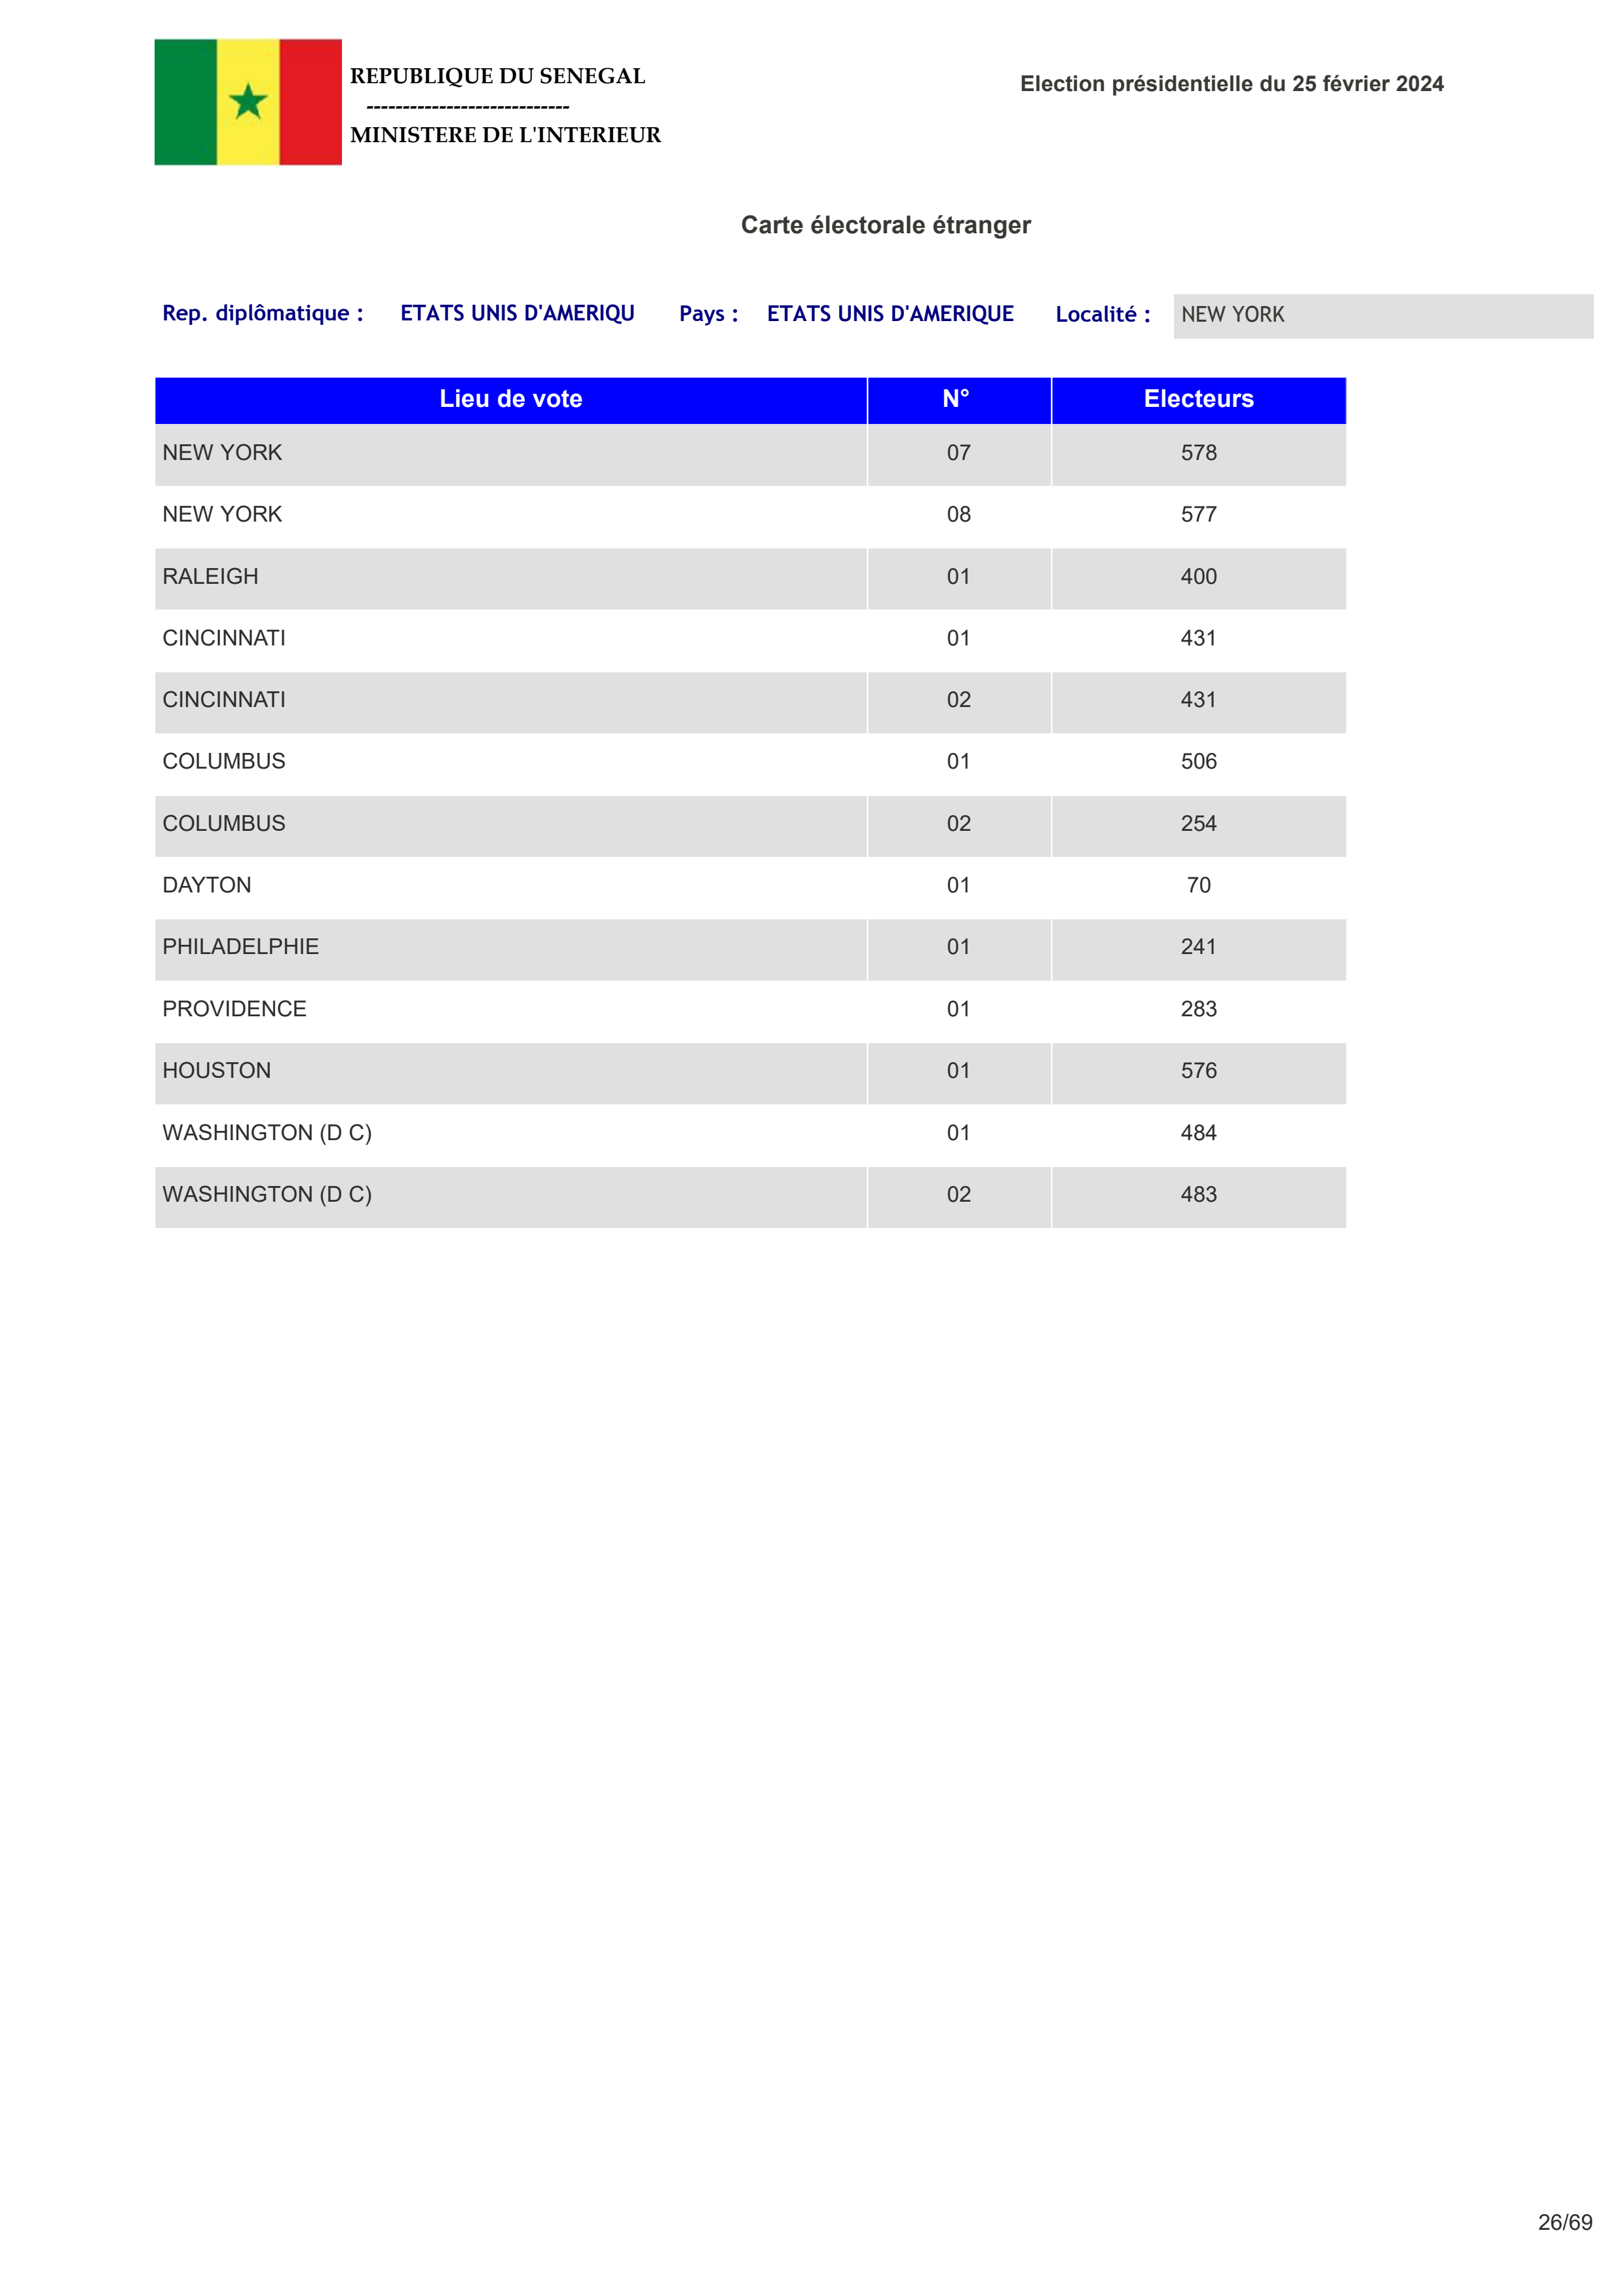 REPUBLIQUE DU SENEGAL
Election présidentielle du 25 février 2024
----------------------------
MINISTERE DE L'INTERIEUR
Carte électorale étranger
Rep. diplômatique : ETATS UNIS D'AMERIQU Pays : ETATS UNIS D'AMERIQUE Localité : NEW YORK
Lieu de vote N° Electeurs
NEW YORK 07 578
NEW YORK 08 577
RALEIGH 01 400
CINCINNATI 01 431
CINCINNATI 02 431
COLUMBUS 01 506
COLUMBUS 02 254
DAYTON 01 70
PHILADELPHIE 01 241
PROVIDENCE 01 283
HOUSTON 01 576
WASHINGTON (D C) 01 484
WASHINGTON (D C) 02 483
26/69